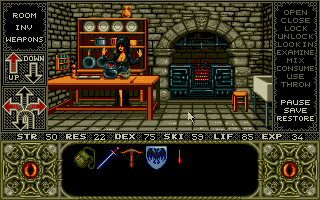 ROOM
INV
WEAPONS
UP
DOWN
OPEN
CLOSE
LOCK
UNLOCK
LOOK IN
EXAMINE
MIX
CONSUME
USE
THROW
PAUSE
SAVE
RESTORE
STR 50 RES 22 DEX 75 SKI 59 LIF 85 EXP 34